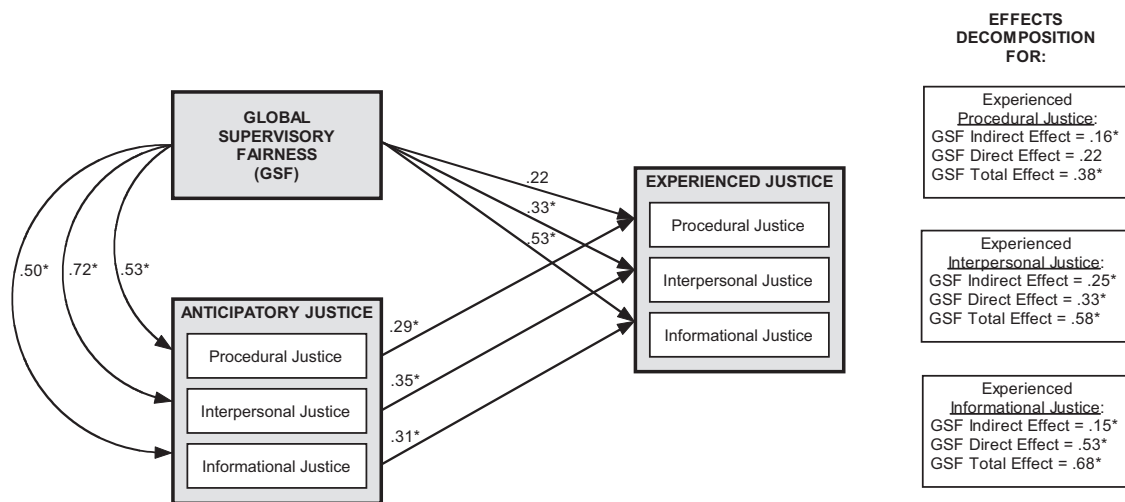 GLOBAL
SUPERVISORY
FAIRNESS
(GSF)
.50*
.72*
.53*
ANTICIPATORY JUSTICE
Procedural Justice
Interpersonal Justice
Informational Justice
.22
.33*
.53*
.29*
.35*
.31*
EXPERIENCED JUSTICE
Procedural Justice
Interpersonal Justice
Informational Justice
EFFECTS
DECOMPOSITION
FOR:
Experienced
Procedural Justice:
GSF Indirect Effect = .16*
GSF Direct Effect = .22
GSF Total Effect = .38*
Experienced
Interpersonal Justice:
GSF Indirect Effect = .25*
GSF Direct Effect = .33*
GSF Total Effect = .58*
Experienced
Informational Justice:
GSF Indirect Effect = .15*
GSF Direct Effect = .53*
GSF Total Effect = .68*